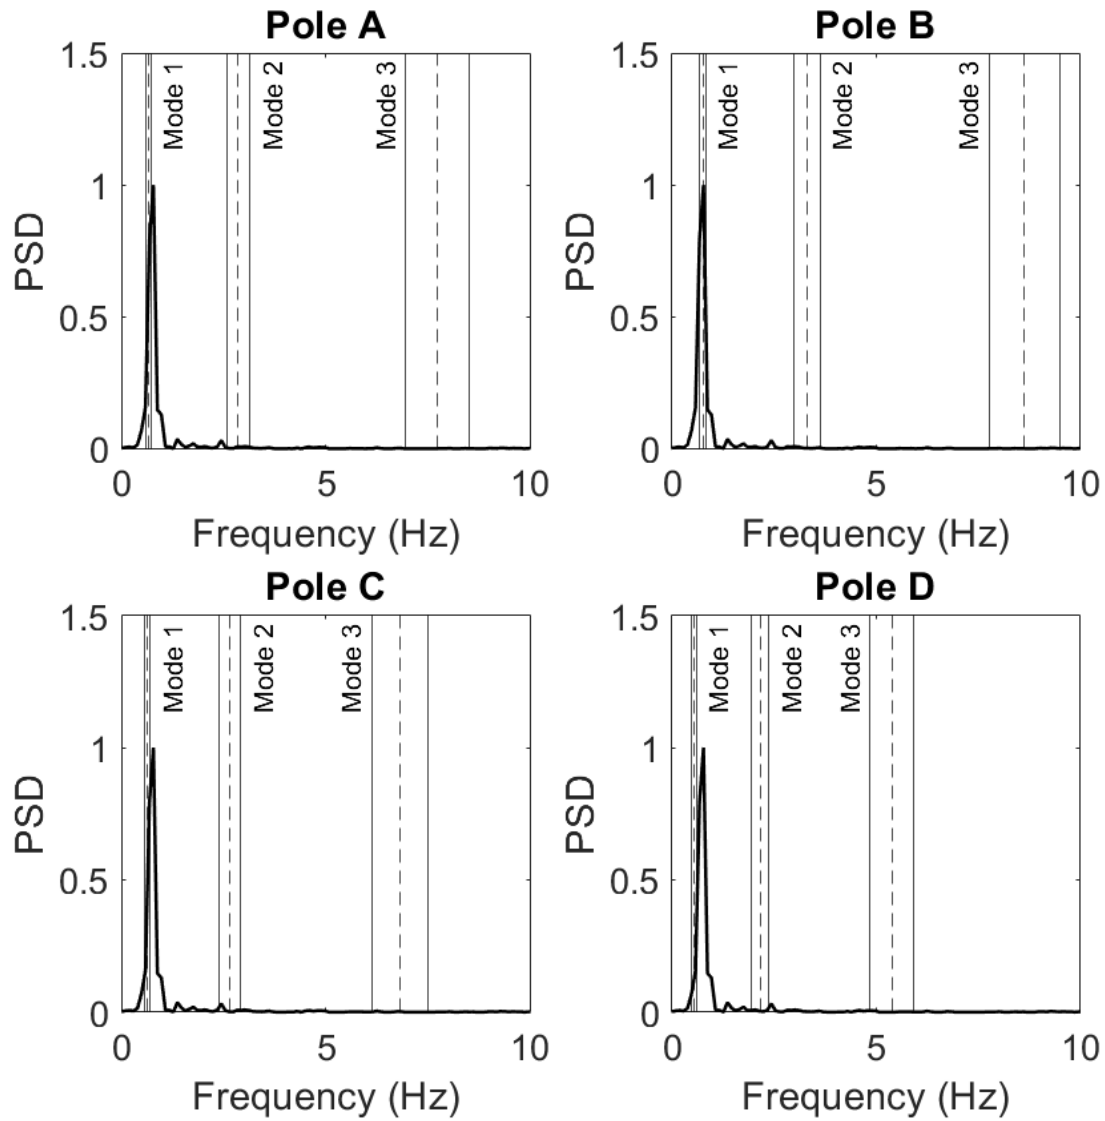 Pole A
1.5
1
0.5
0
PSD
Mode 1
Mode 2
Mode 3
0 5 10
Frequency (Hz)
Pole B
1.5
1
0.5
0
PSD
Mode 1
Mode 2
Mode 3
0 5 10
Frequency (Hz)
Pole C
1.5
1
0.5
0
PSD
Mode 1
Mode 2
Mode 3
0 5 10
Frequency (Hz)
Pole D
1.5
1
0.5
0
PSD
Mode 1
Mode 2
Mode 3
0 5 10
Frequency (Hz)